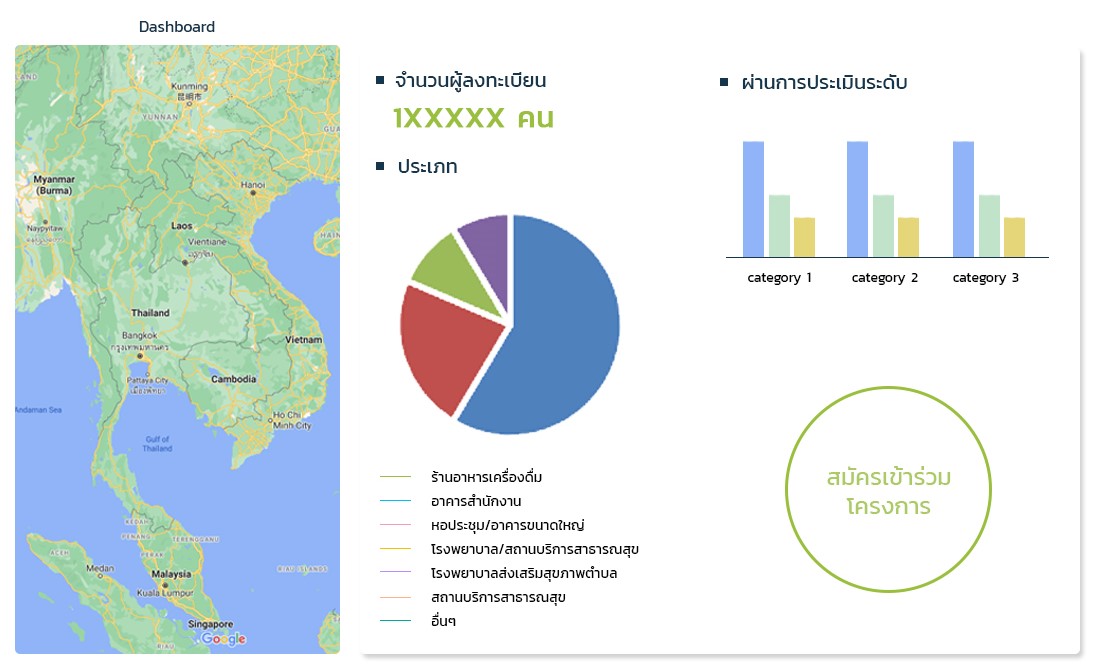 Dashboard
LAND
Kunming
昆明市
YUNNAN
GUA
Myanmar
(Burma)
Hanoi
Naypyitaw
Laos
HAIN
Vientiane
Thailand
Bangkok
กรุงเทพมหานคร
Vietnam
Pattaya City
เมืองพัทยา
Cambodia
Andaman Sea
Ho Chi
Minh City
Gulf of
Thailand
KEDAH
PENANG
TERENGGANU
ACEH
PERAK
Medan
RIAU ISLANDS
Malaysia
Kuala Lumpur
Singapore
Google
RIAU
จำนวนผู้ลงทะเบียน
1XXXXX คน
ประเภท
ร้านอาหารเครื่องดื่ม
อาคารสำนักงาน
หอประชุม/อาคารขนาดใหญ่
โรงพยาบาล/สถานบริการสาธารณสุข
โรงพยาบาลส่งเสริมสุขภาพตำบล
สถานบริการสาธารณสุข
อื่นๆ
ผ่านการประเมินระดับ
category 1
category 2
category 3
สมัครเข้าร่วม
โครงการ